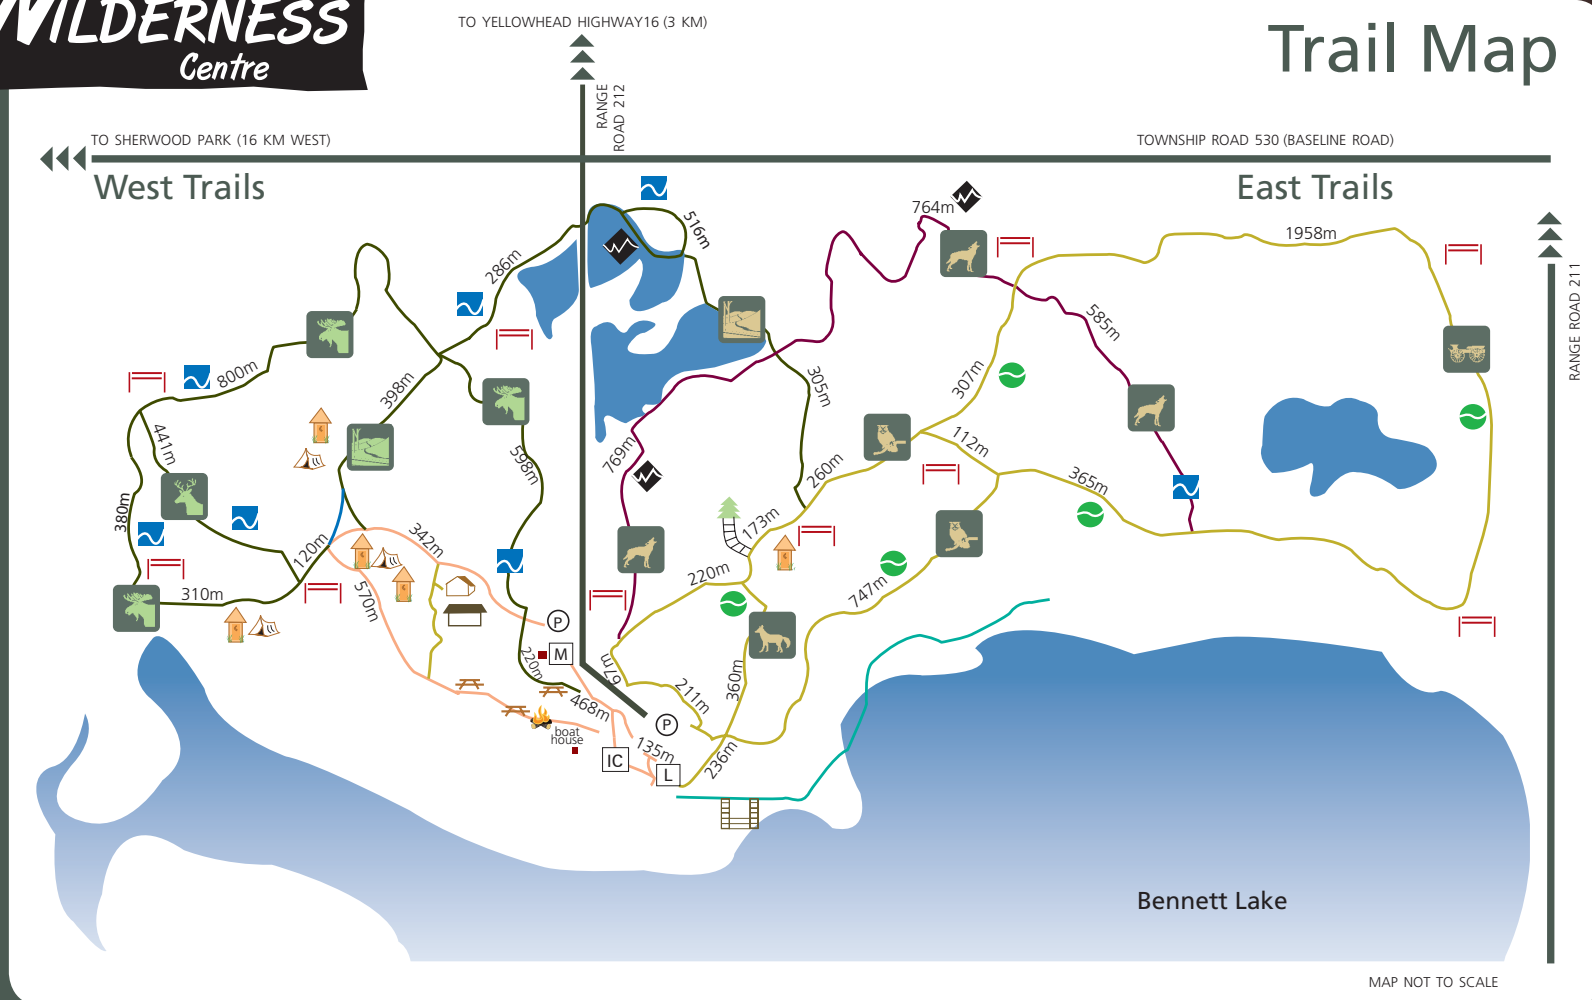 WILDERNESS
Centre
TO YELLOWHEAD HIGHWAY16 (3 KM)
Trail Map
RANGE
ROAD 212
TO SHERWOOD PARK (16 KM WEST)
TOWNSHIP ROAD 530 (BASELINE ROAD)
West Trails
East Trails
RANGE ROAD 211
764m
516m
1958m
286m
585m
800m
398m
305m
307m
441m
598m
769m
260m
112m
365m
380m
120m
342m
173m
220m
310m
570m
747m
P
M
220m
67m
360m
211m
468m
P
boat
house
135m
236m
IC
L
Bennett Lake
MAP NOT TO SCALE